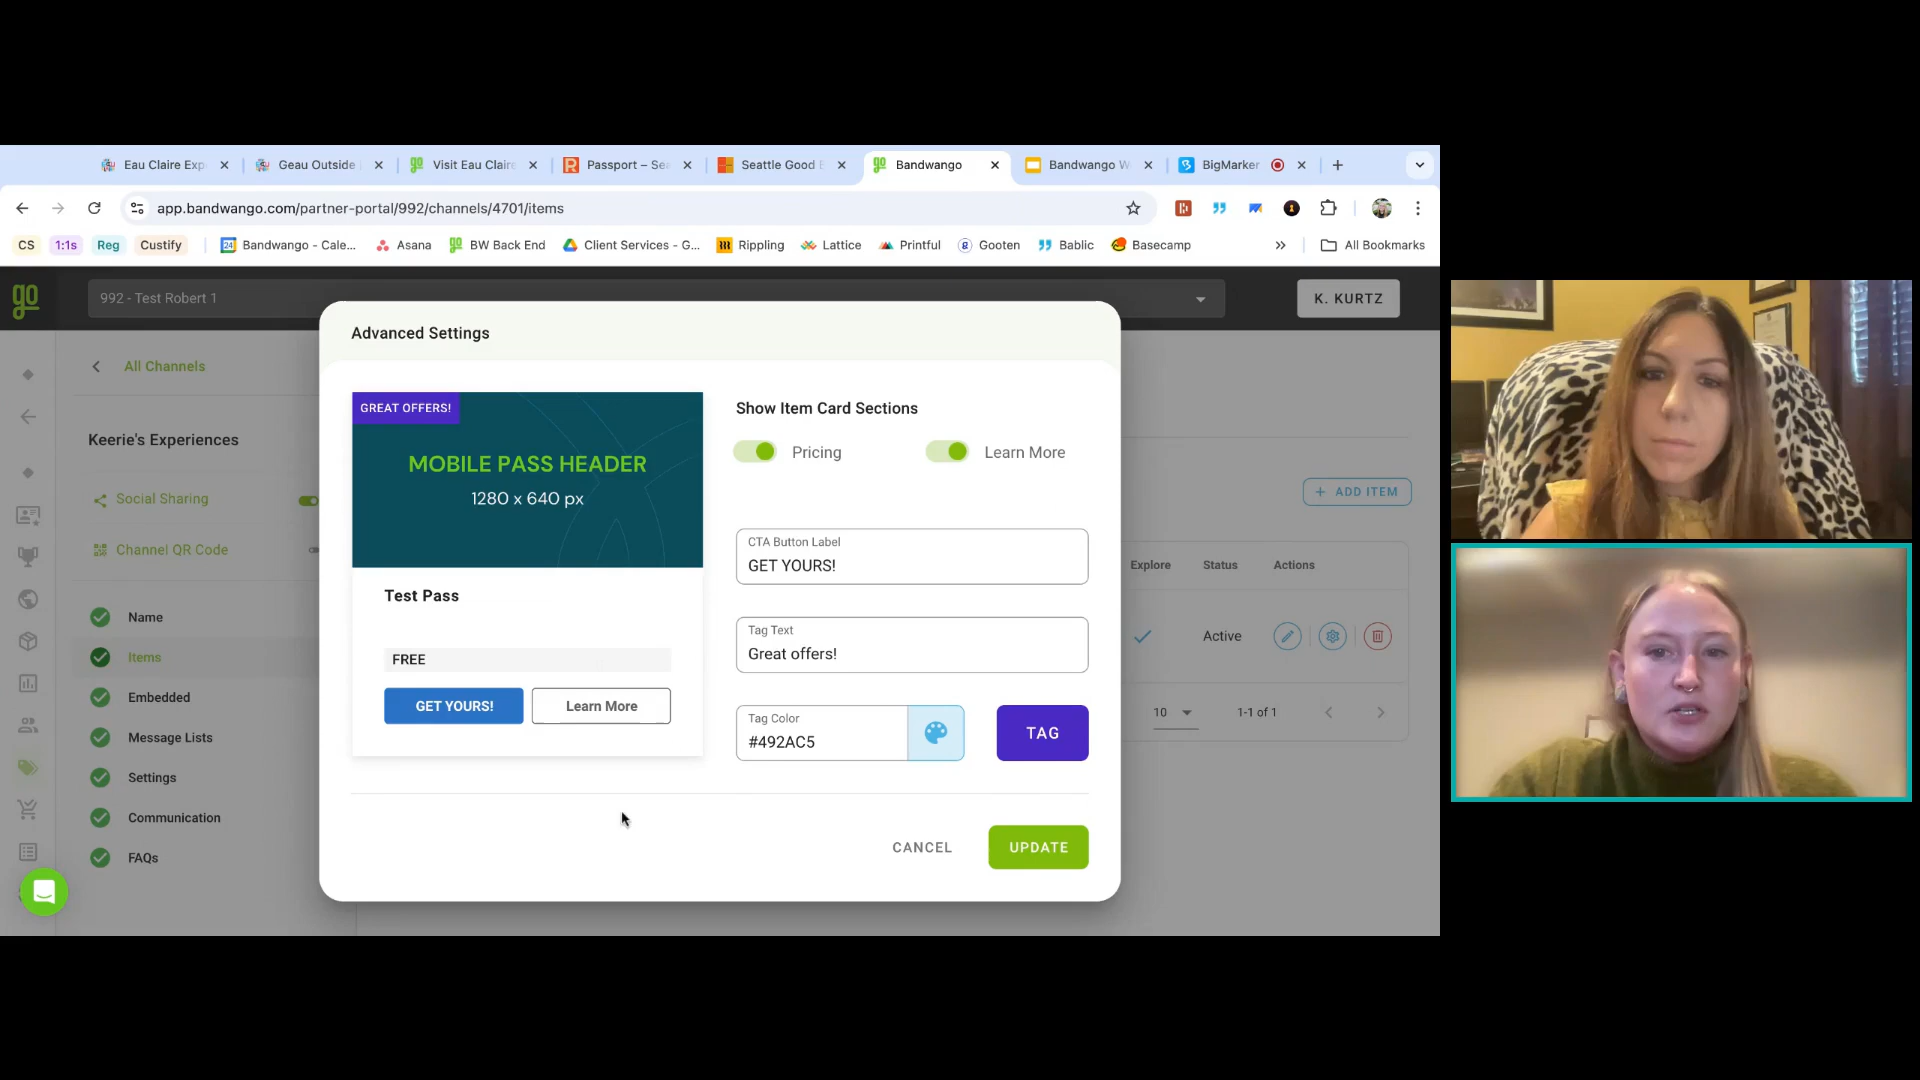 Eau Claire Exp
Geau Outside
Visit Eau Claire
Passport – Sea
Seattle Good B
Bandwango
Bandwango W
BigMarker
app.bandwango.com/partner-portal/992/channels/4701/items
CS
1:1s
Reg
Custify
Bandwango - Cale...
Asana
BW Back End
Client Services - G...
Rippling
Lattice
Printful
Gooten
Bablic
Basecamp
All Bookmarks
go
992 - Test Robert 1
K. KURTZ
All Channels
Keerie's Experiences
Social Sharing
Channel QR Code
Name
Items
Embedded
Message Lists
Settings
Communication
FAQs
Advanced Settings
GREAT OFFERS!
MOBILE PASS HEADER
1280 x 640 px
Test Pass
FREE
GET YOURS!
Learn More
Show Item Card Sections
Pricing
Learn More
CTA Button Label
GET YOURS!
Tag Text
Great offers!
Tag Color
#492AC5
TAG
CANCEL
UPDATE
+ ADD ITEM
Explore
Status
Actions
Active
10
1-1 of 1